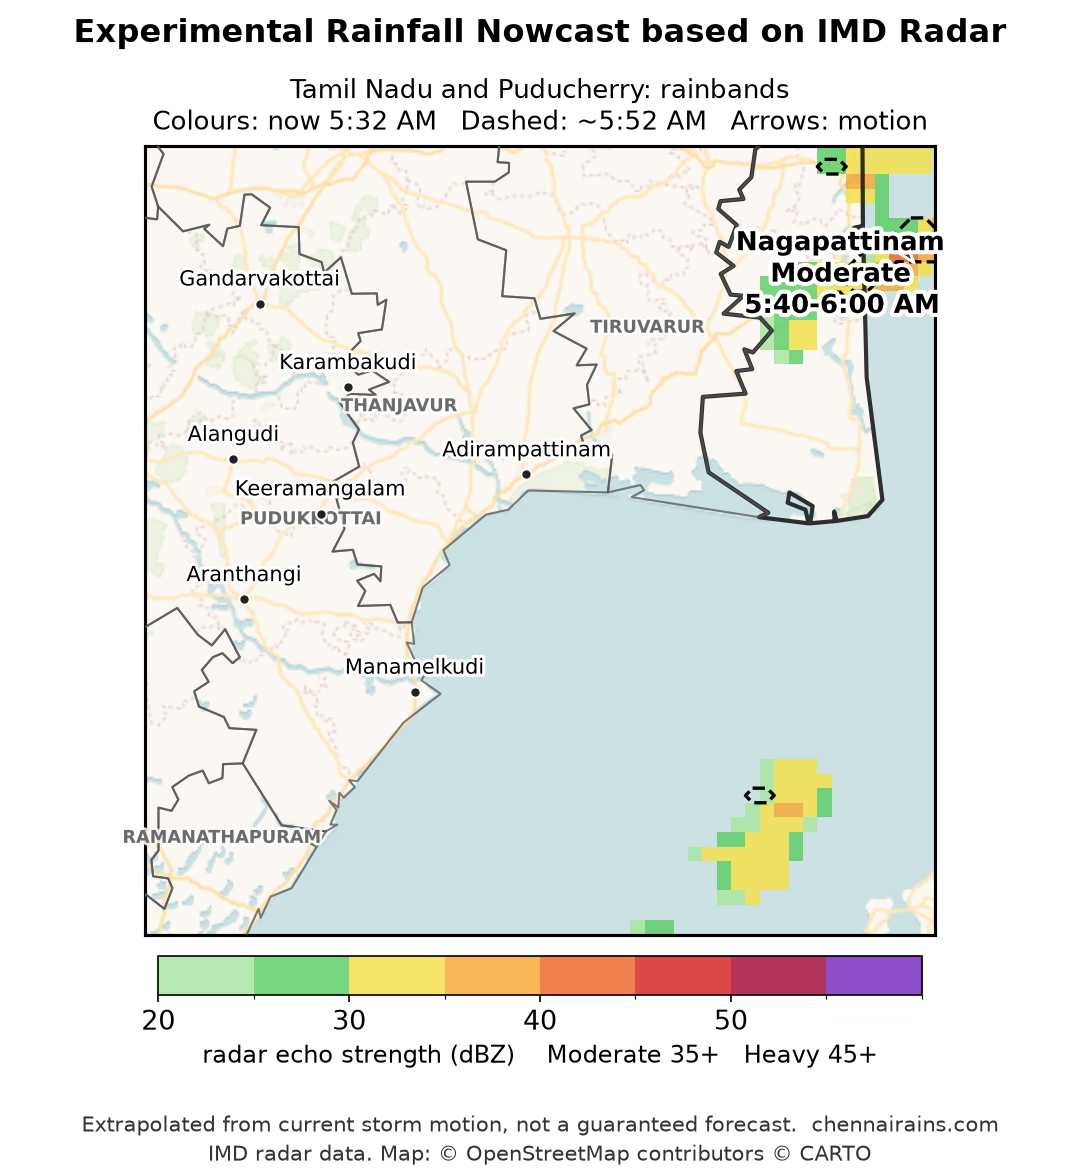 Experimental Rainfall Nowcast based on IMD Radar
Tamil Nadu and Puducherry: rainbands
Colours: now 5:32 AM   Dashed: ~5:52 AM   Arrows: motion
Nagapattinam
Moderate
5:40-6:00 AM
Gandarvakottai
TIRUVARUR
Karambakudi
THANJAVUR
Alangudi
Adirampattinam
Keeramangalam
PUDUKKOTTAI
Aranthangi
Manamelkudi
RAMANATHAPURAM
20 30 40 50
radar echo strength (dBZ)   Moderate 35+   Heavy 45+
Extrapolated from current storm motion, not a guaranteed forecast.  chennairains.com
IMD radar data. Map: © OpenStreetMap contributors © CARTO